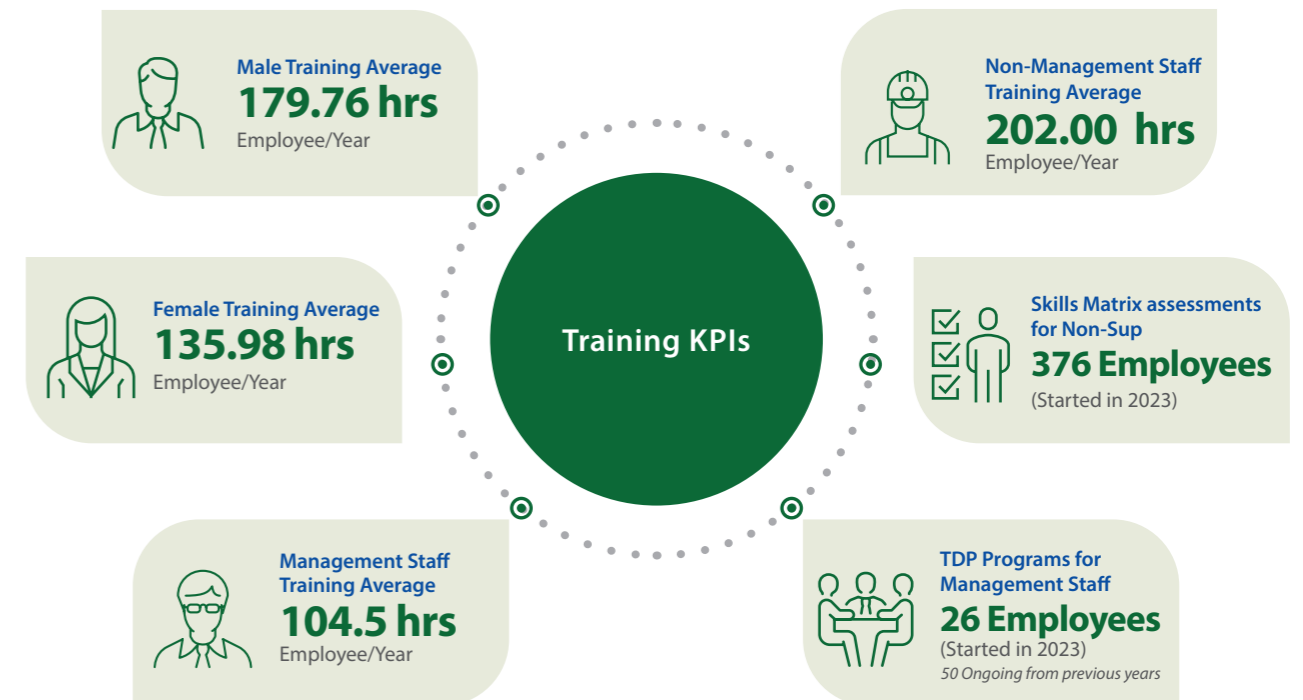 Male Training Average
179.76 hrs
Employee/Year
Non-Management Staff
Training Average
202.00 hrs
Employee/Year
Female Training Average
135.98 hrs
Employee/Year
Training KPIs
Skills Matrix assessments
for Non-Sup
376 Employees
(Started in 2023)
Management Staff
Training Average
104.5 hrs
Employee/Year
TDP Programs for
Management Staff
26 Employees
(Started in 2023)
50 Ongoing from previous years